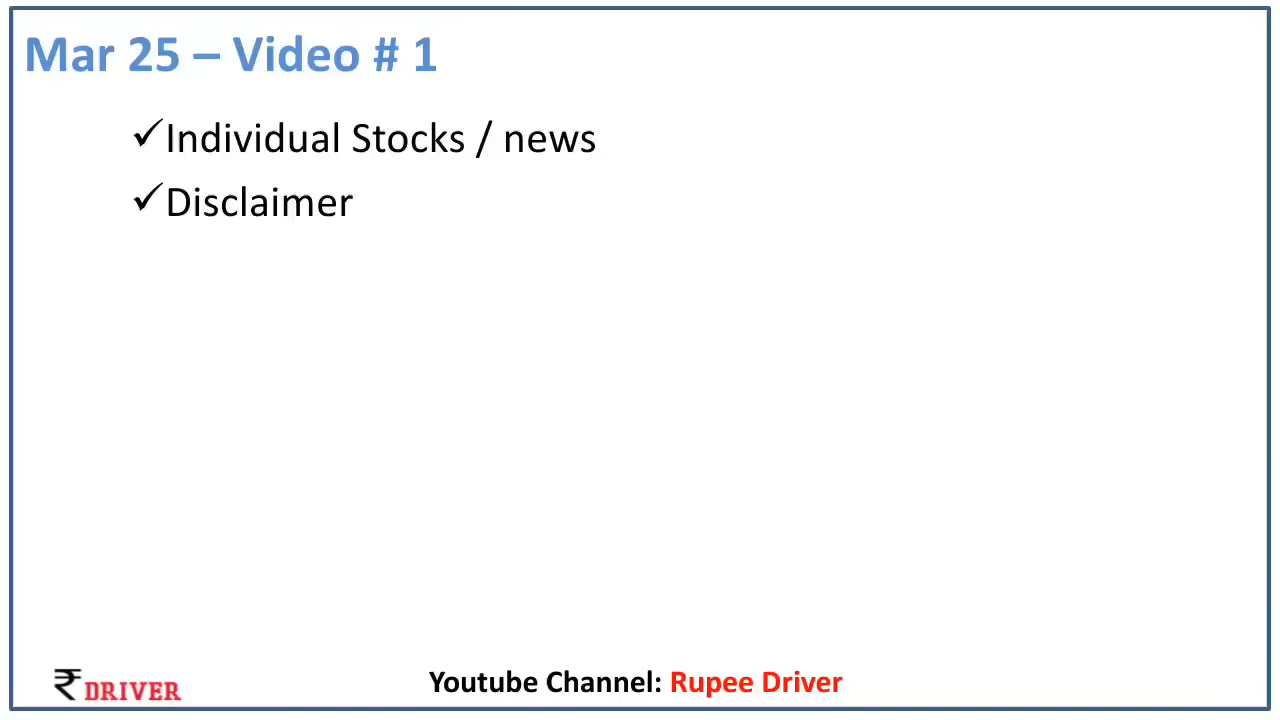 Mar 25 – Video # 1
✓Individual Stocks / news
✓Disclaimer
₹ DRIVER
Youtube Channel: Rupee Driver